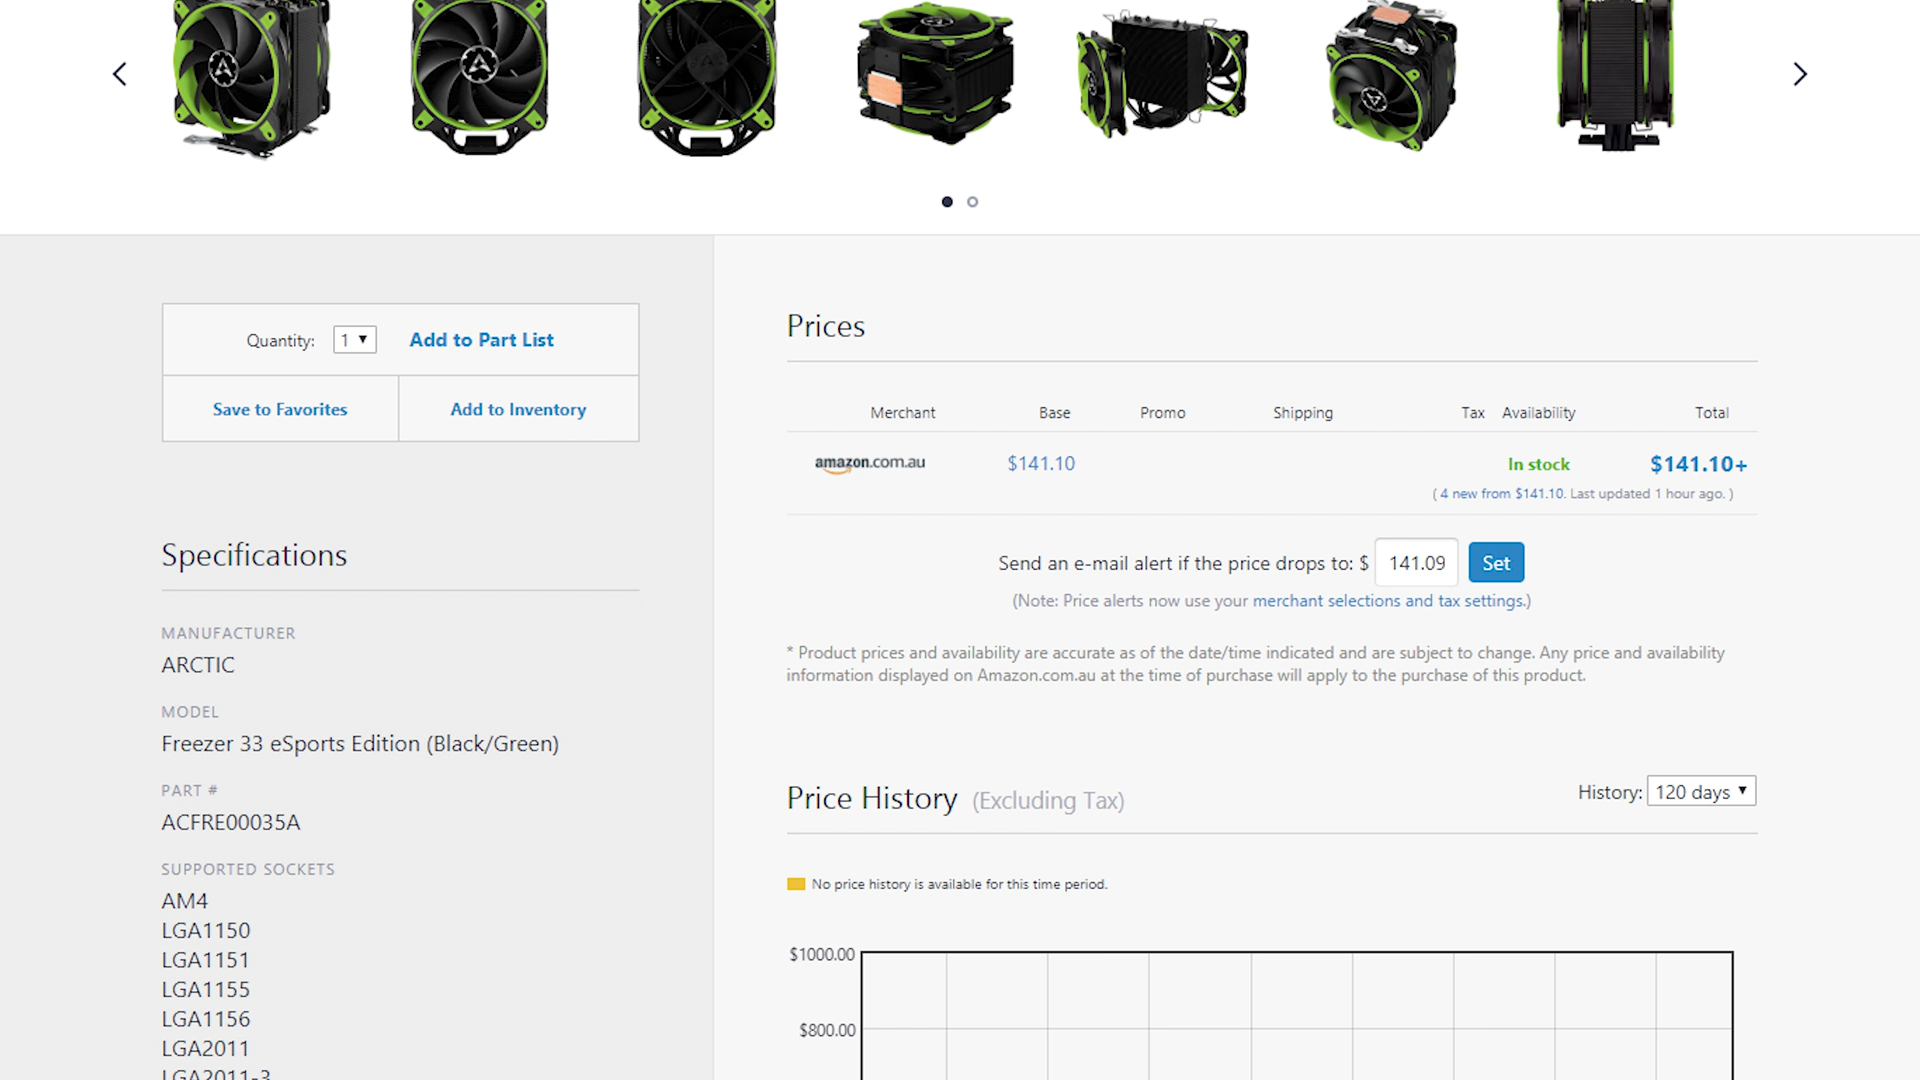 Quantity: 1 Add to Part List
Save to Favorites Add to Inventory
Specifications
MANUFACTURER
ARCTIC
MODEL
Freezer 33 eSports Edition (Black/Green)
PART #
ACFRE00035A
SUPPORTED SOCKETS
AM4
LGA1150
LGA1151
LGA1155
LGA1156
LGA2011
LGA2011-3
Prices
Merchant Base Promo Shipping Tax Availability Total
amazon.com.au $141.10 In stock $141.10+
( 4 new from $141.10. Last updated 1 hour ago. )
Send an e-mail alert if the price drops to: $ 141.09 Set
(Note: Price alerts now use your merchant selections and tax settings.)
* Product prices and availability are accurate as of the date/time indicated and are subject to change. Any price and availability
information displayed on Amazon.com.au at the time of purchase will apply to the purchase of this product.
Price History (Excluding Tax) History: 120 days
No price history is available for this time period.
$1000.00
$800.00